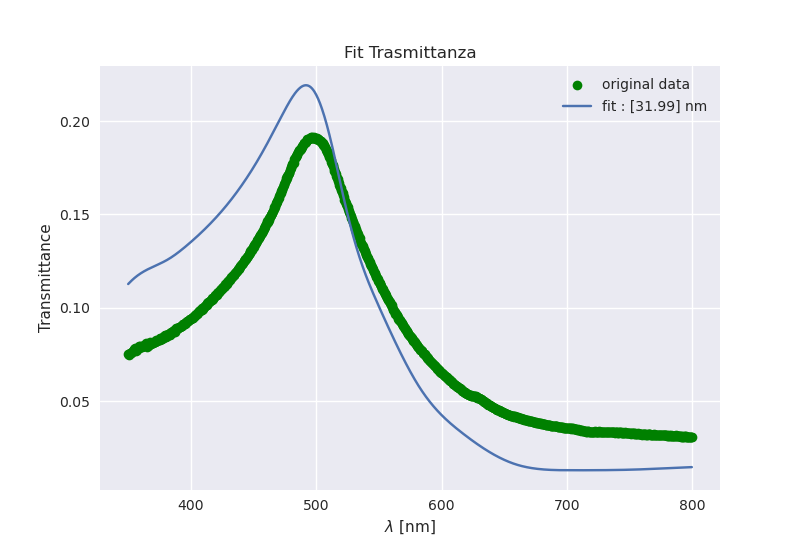 Fit Trasmittanza
original data
fit : [31.99] nm
Transmittance
0.20
0.15
0.10
0.05
400 500 600 700 800
λ [nm]